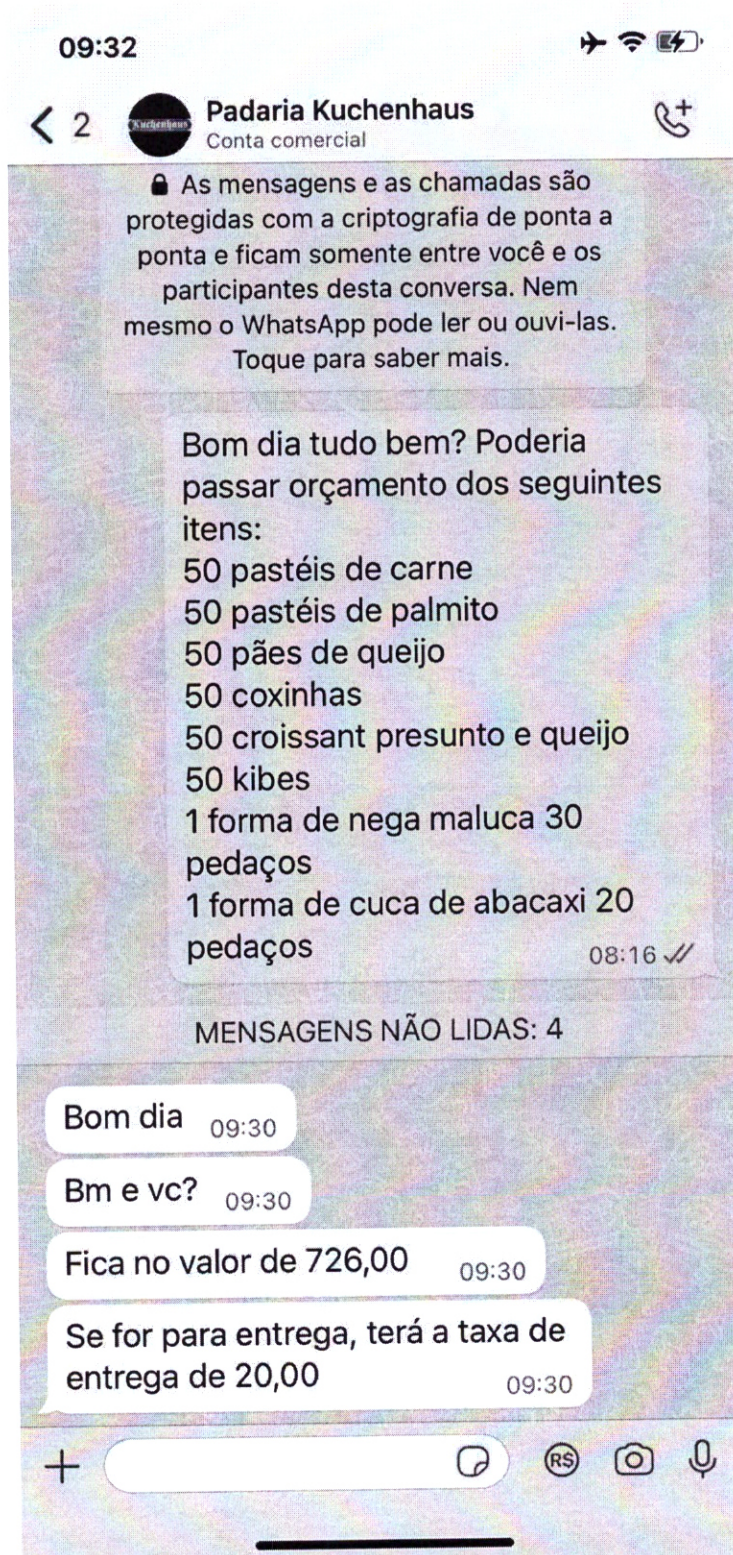 09:32
2
Kuchenhaus
Padaria Kuchenhaus
Conta comercial
As mensagens e as chamadas são
protegidas com a criptografia de ponta a
ponta e ficam somente entre você e os
participantes desta conversa. Nem
mesmo o WhatsApp pode ler ou ouvi-las.
Toque para saber mais.
Bom dia tudo bem? Poderia
passar orçamento dos seguintes
itens:
50 pastéis de carne
50 pastéis de palmito
50 pães de queijo
50 coxinhas
50 croissant presunto e queijo
50 kibes
1 forma de nega maluca 30
pedaços
1 forma de cuca de abacaxi 20
pedaços
08:16
MENSAGENS NÃO LIDAS: 4
Bom dia 09:30
Bm e vc? 09:30
Fica no valor de 726,00 09:30
Se for para entrega, terá a taxa de
entrega de 20,00 09:30
R$